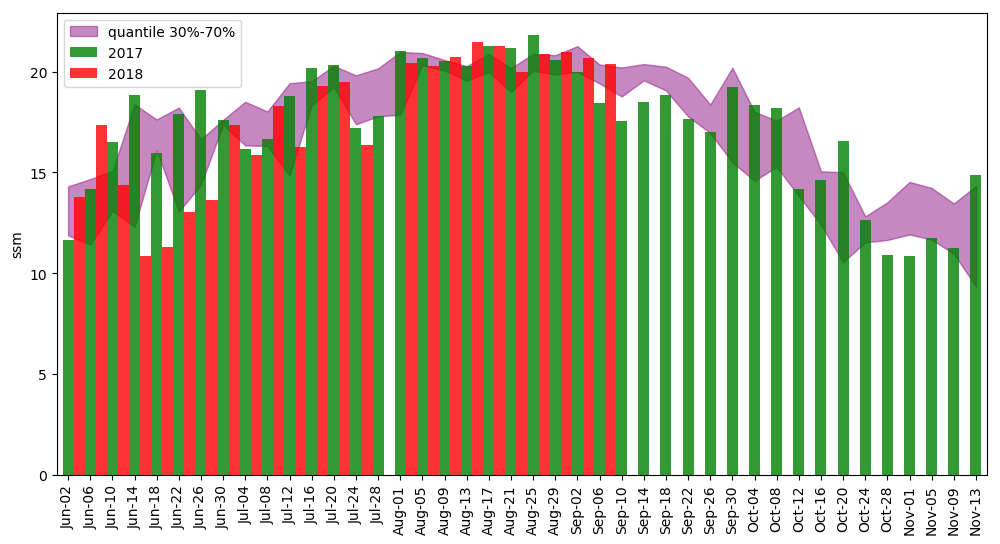 quantile 30%-70%
2017
2018
ssm
20
15
10
5
0
Jun-02
Jun-06
Jun-10
Jun-14
Jun-18
Jun-22
Jun-26
Jun-30
Jul-04
Jul-08
Jul-12
Jul-16
Jul-20
Jul-24
Jul-28
Aug-01
Aug-05
Aug-09
Aug-13
Aug-17
Aug-21
Aug-25
Aug-29
Sep-02
Sep-06
Sep-10
Sep-14
Sep-18
Sep-22
Sep-26
Sep-30
Oct-04
Oct-08
Oct-12
Oct-16
Oct-20
Oct-24
Oct-28
Nov-01
Nov-05
Nov-09
Nov-13